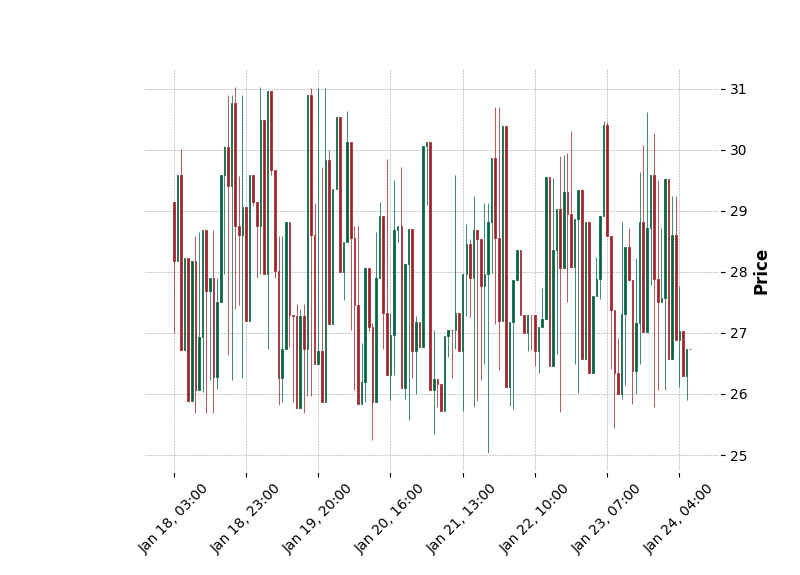 31
30
29
28
27
26
25
Price
Jan 18, 03:00
Jan 18, 23:00
Jan 19, 20:00
Jan 20, 16:00
Jan 21, 13:00
Jan 22, 10:00
Jan 23, 07:00
Jan 24, 04:00